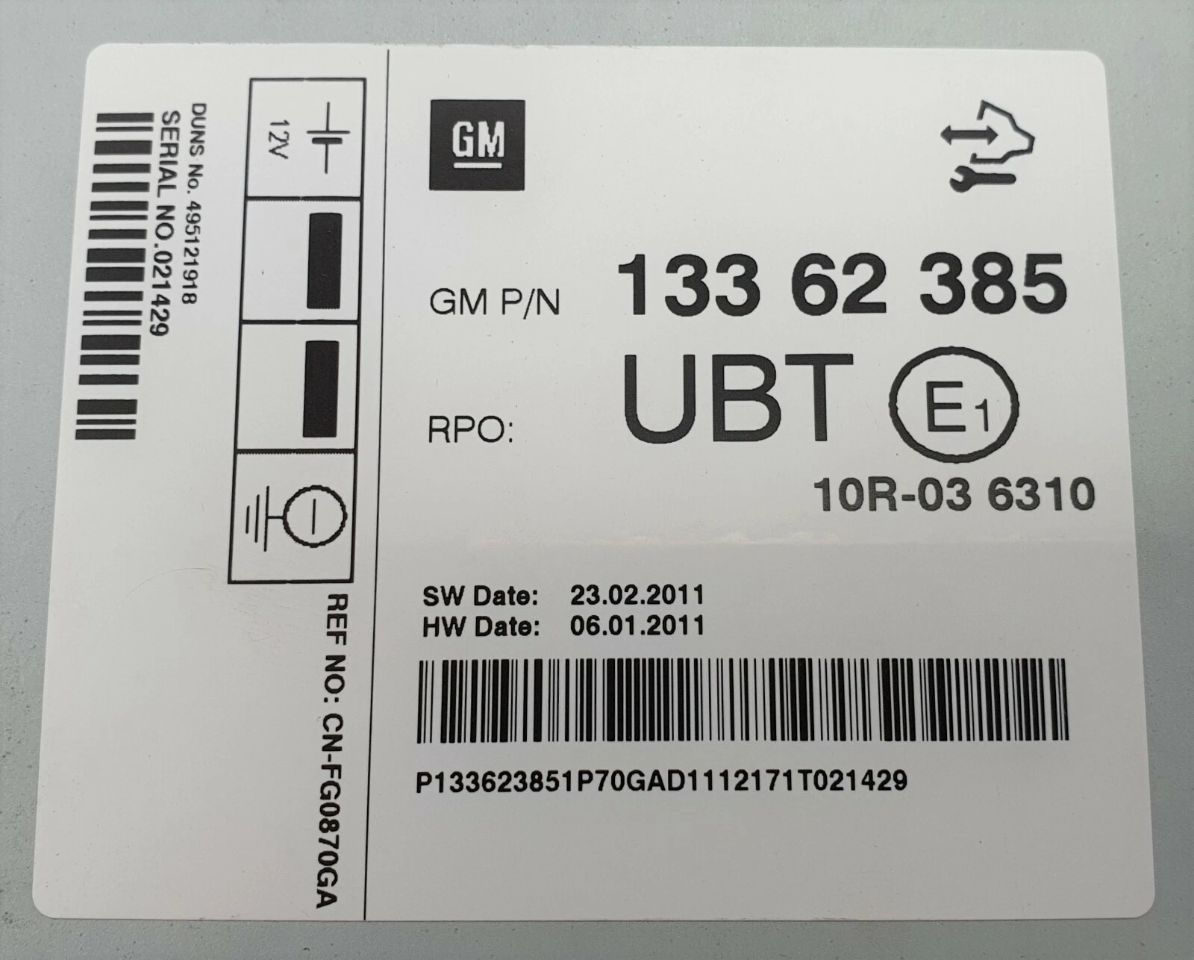 DUNS No. 495121918
SERIAL NO.021429
12V
REF NO: CN-FG0870GA
GM
GM P/N 133 62 385
RPO: UBT E1
10R-03 6310
SW Date: 23.02.2011
HW Date: 06.01.2011
P133623851P70GAD1112171T021429